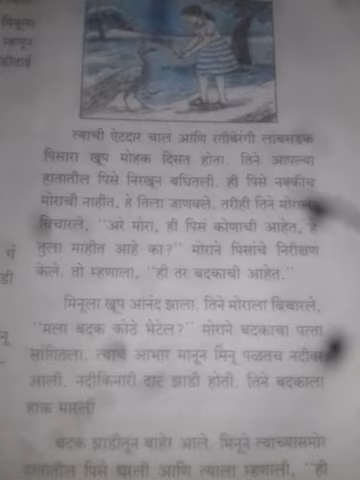 मिनूला
म्हणून
त्याची ऐटदार चाल आणि रंगीबेरंगी लांबसडक
पिसारा खूप मोहक दिसत होता. तिने आपल्या
हातातील पिसे निरखून बघितली. ही पिसे नक्कीच
मोराची नाहीत, हे तिला जाणवले. तरीही तिने मोराला
विचारले, "अरे मोरा, ही पिसं कोणाची आहेत, हे
तुला माहीत आहे का?" मोराने पिसांचे निरीक्षण
केले. तो म्हणाला, "ही तर बदकाची आहेत."
मिनूला खूप आनंद झाला. तिने मोराला विचारले,
"मला बदक कोठे भेटेल?" मोराने बदकाचा पत्ता
सांगितला. त्याचे आभार मानून मिनू पळतच नदीवर
आली. नदीकिनारी दाट झाडी होती. तिने बदकाला
हाक मारली
बदक झाडीतून बाहेर आले. मिनूने त्याच्यासमोर
हातातील पिसे धरली आणि त्याला म्हणाली, "ही